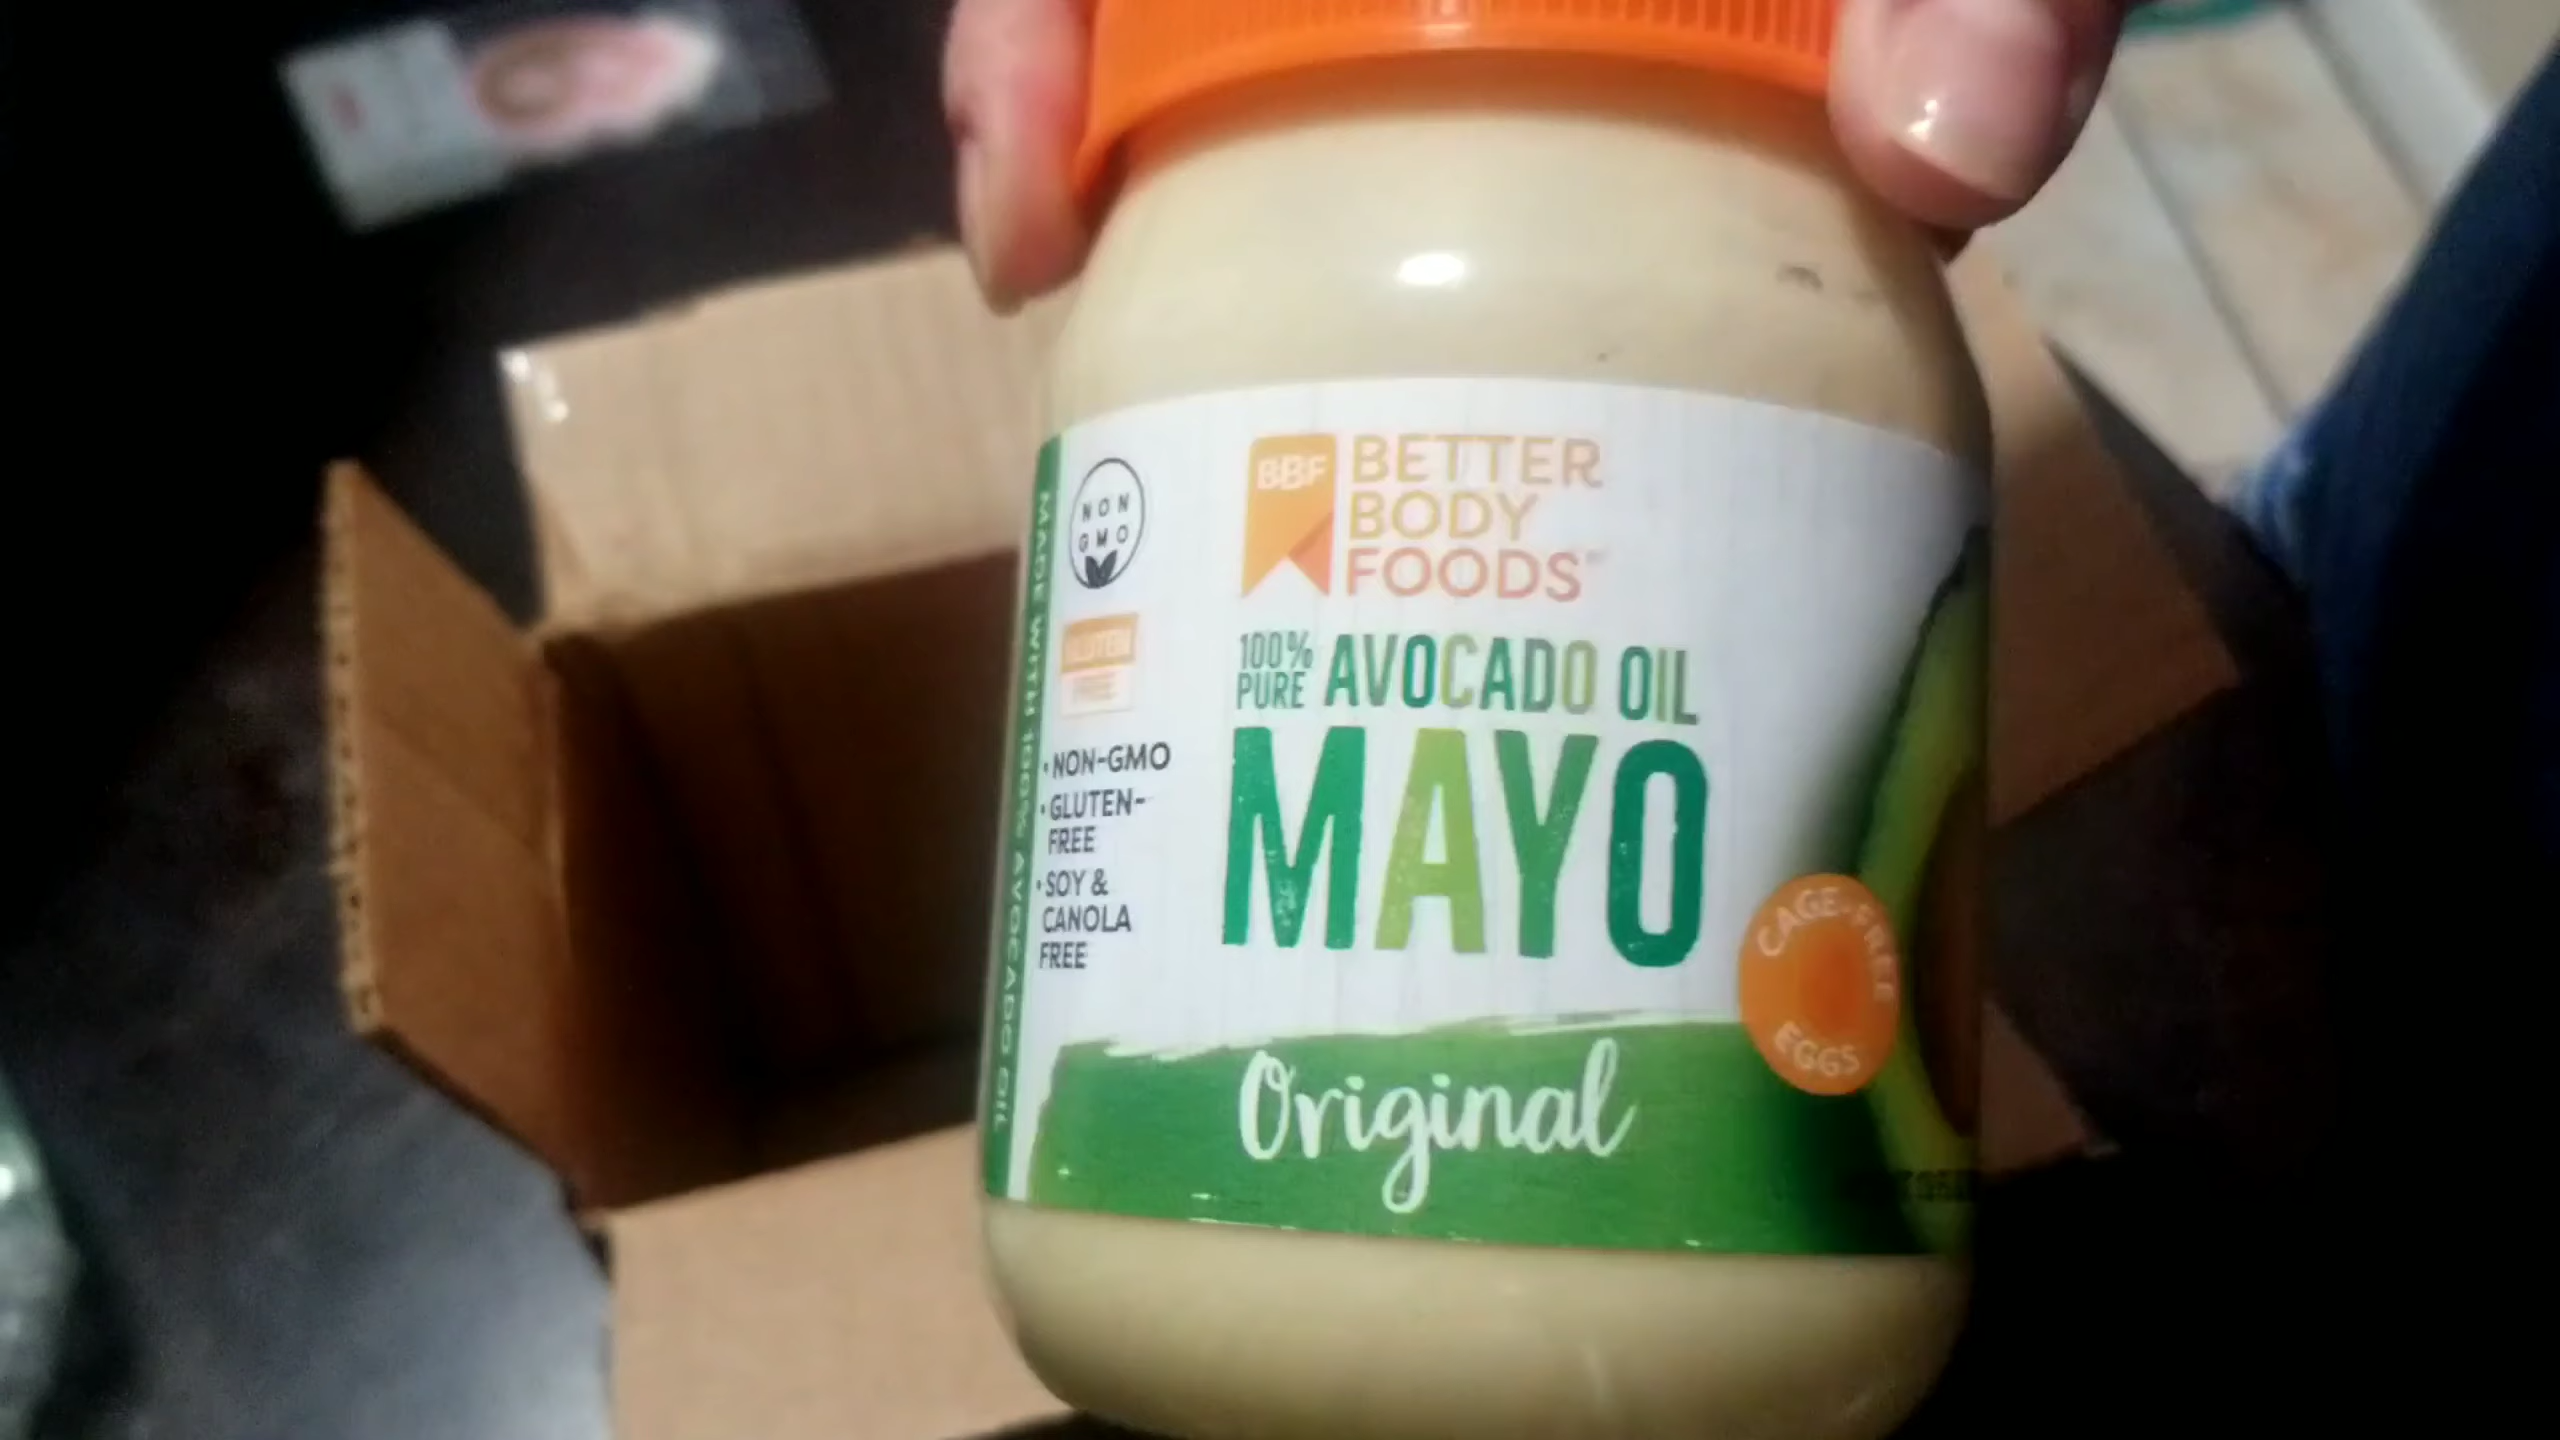 BBF
BETTER
BODY
FOODS
NON
GMO
GLUTEN
FREE
100%
PURE
AVOCADO OIL
MAYO
• NON-GMO
• GLUTEN-
FREE
• SOY &
CANOLA
FREE
CAGE-FREE
EGGS
Original
MADE WITH 100% AVOCADO OIL